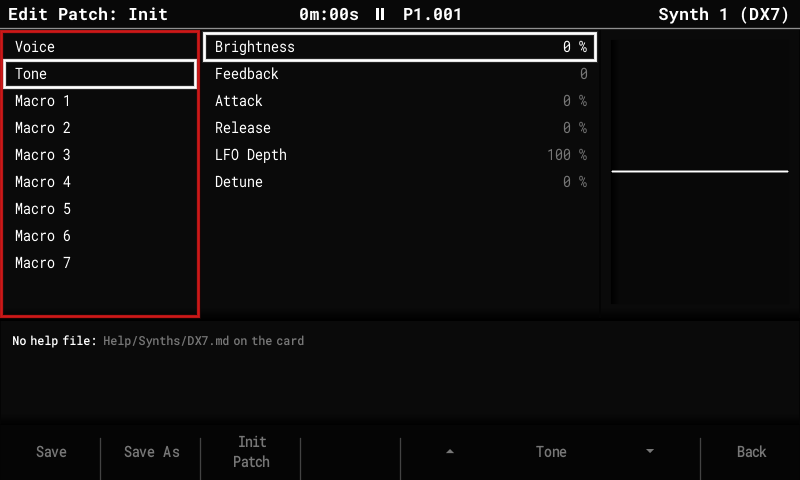 Edit Patch: Init 0m:00s P1.001 Synth 1 (DX7)
Voice
Tone
Macro 1
Macro 2
Macro 3
Macro 4
Macro 5
Macro 6
Macro 7
Brightness 0 %
Feedback 0
Attack 0 %
Release 0 %
LFO Depth 100 %
Detune 0 %
No help file: Help/Synths/DX7.md on the card
Save
Save As
Init
Patch
Tone
Back